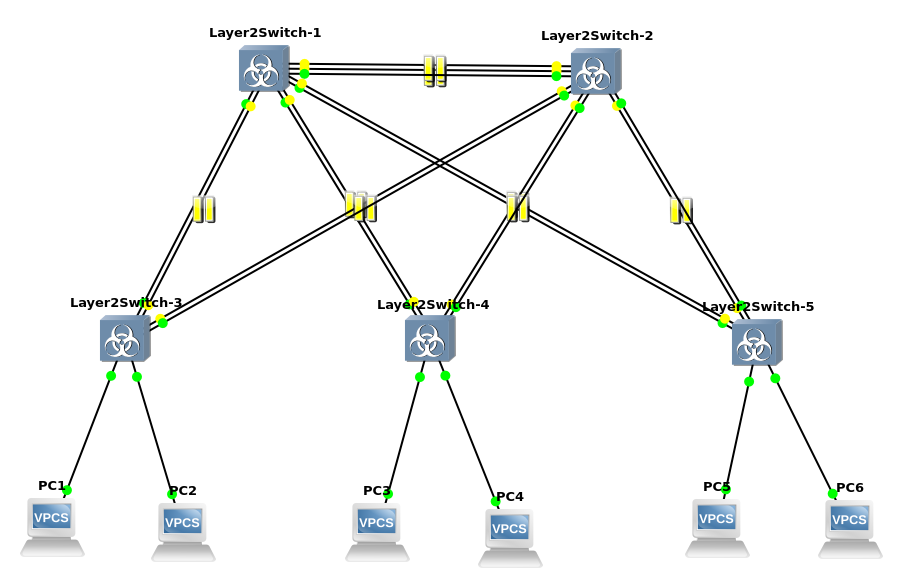 Layer2Switch-1
Layer2Switch-2
Layer2Switch-3
Layer2Switch-4
Layer2Switch-5
PC1
PC2
PC3
PC4
PC5
PC6
VPCS
VPCS
VPCS
VPCS
VPCS
VPCS